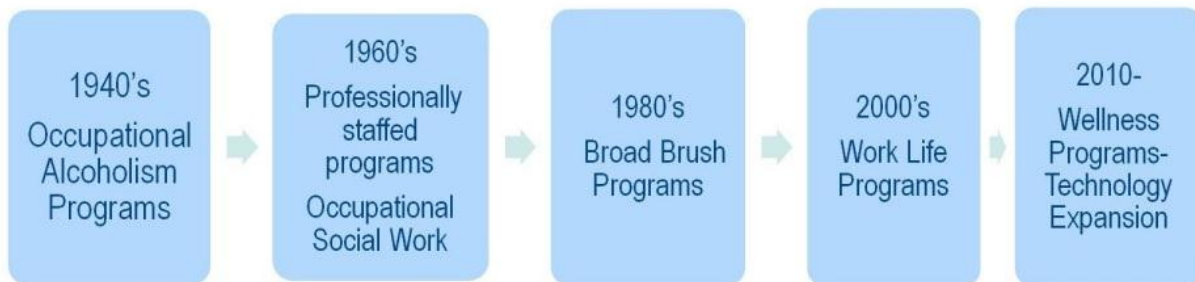 1940's
Occupational
Alcoholism
Programs
1960's
Professionally
staffed
programs
Occupational
Social Work
1980's
Broad Brush
Programs
2000's
Work Life
Programs
2010-
Wellness
Programs-
Technology
Expansion